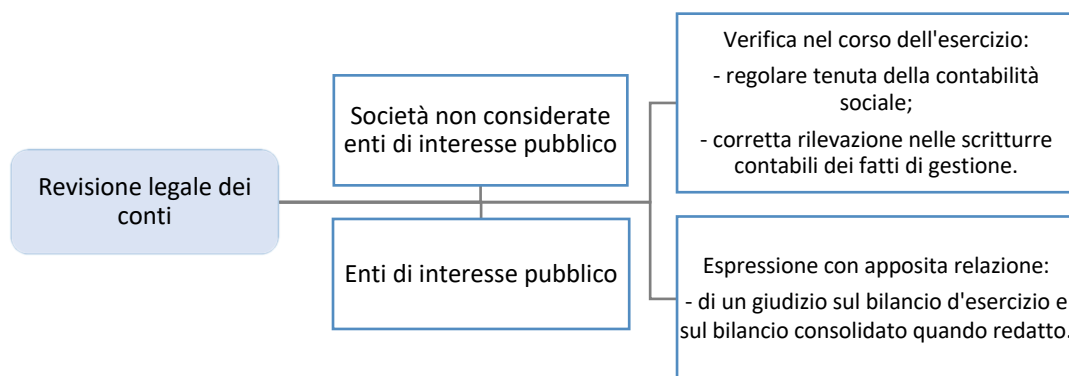 Revisione legale dei
conti
Società non considerate
enti di interesse pubblico
Enti di interesse pubblico
Verifica nel corso dell'esercizio:
- regolare tenuta della contabilità
sociale;
- corretta rilevazione nelle scritturre
contabili dei fatti di gestione.
Espressione con apposita relazione:
- di un giudizio sul bilancio d'esercizio e
sul bilancio consolidato quando redatto.